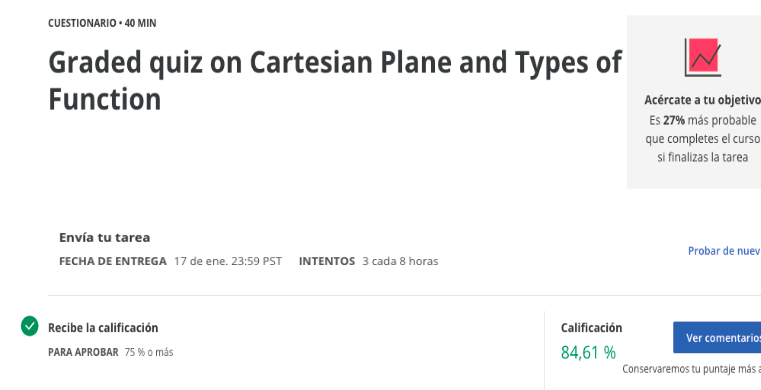 CUESTIONARIO • 40 MIN
Graded quiz on Cartesian Plane and Types of
Function
Acércate a tu objetivo
Es 27% más probable
que completes el curso
si finalizas la tarea
Envía tu tarea
FECHA DE ENTREGA 17 de ene. 23:59 PST INTENTOS 3 cada 8 horas
Probar de nuev
Recibe la calificación
PARA APROBAR 75 % o más
Calificación
84,61 %
Ver comentarios
Conservaremos tu puntaje más a